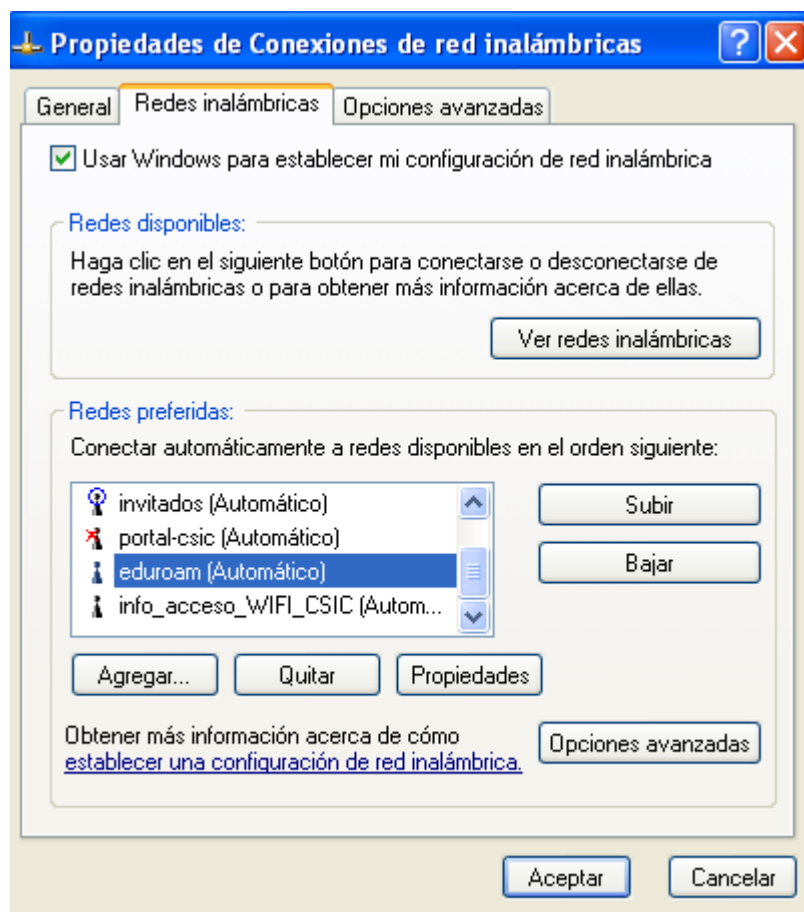 Propiedades de Conexiones de red inalámbricas
General Redes inalámbricas Opciones avanzadas
Usar Windows para establecer mi configuración de red inalámbrica
Redes disponibles:
Haga clic en el siguiente botón para conectarse o desconectarse de
redes inalámbricas o para obtener más información acerca de ellas.
Ver redes inalámbricas
Redes preferidas:
Conectar automáticamente a redes disponibles en el orden siguiente:
invitados (Automático)
portal-csic (Automático)
eduroam (Automático)
info_acceso_WIFI_CSIC (Autom...
Subir
Bajar
Agregar... Quitar Propiedades
Obtener más información acerca de cómo
establecer una configuración de red inalámbrica.
Opciones avanzadas
Aceptar Cancelar